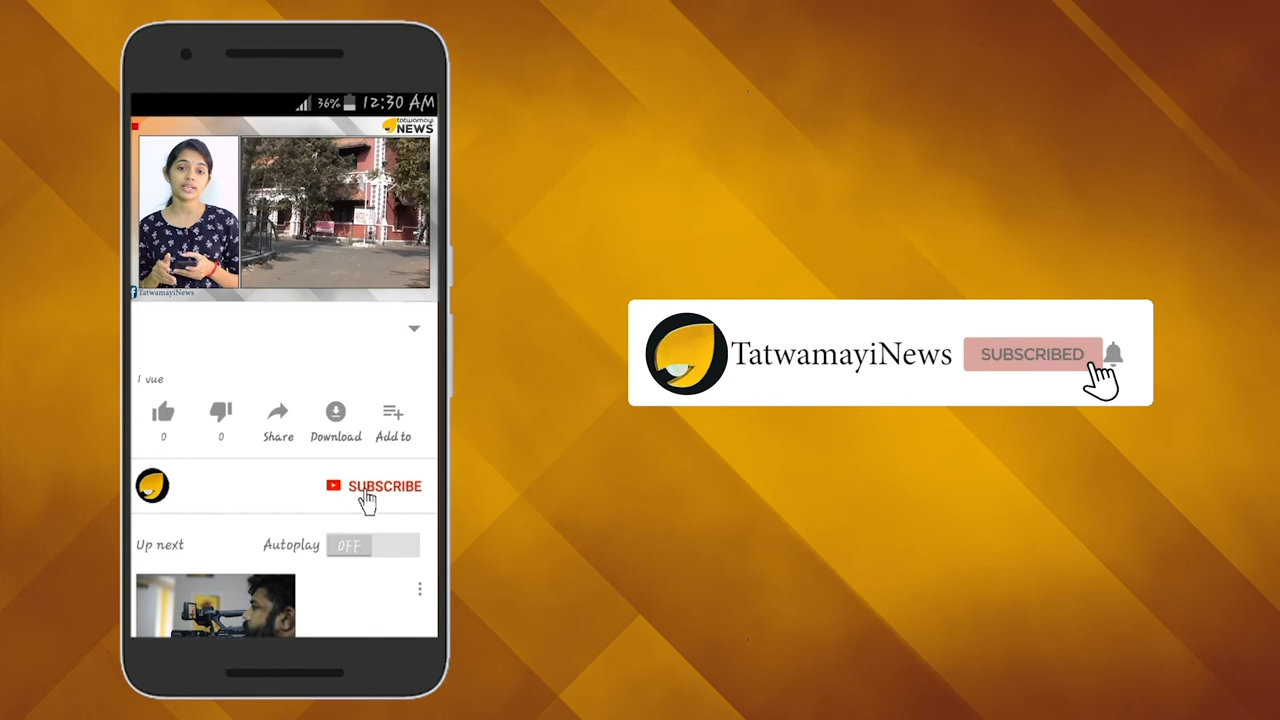 36% 12:30 AM
tatwamayi
NEWS
TatwamayiNews
1 vue
0 0 Share Download Add to
SUBSCRIBE
Up next Autoplay OFF
TatwamayiNews SUBSCRIBED